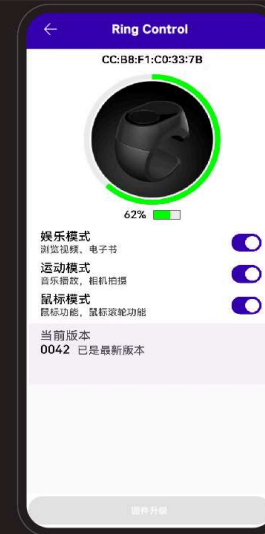 Ring Control
CC:B8:F1:C0:33:7B
62%
娱乐模式
浏览视频、电子书
运动模式
音乐播放，相机拍摄
鼠标模式
鼠标功能，鼠标滚轮功能
当前版本
0042 已是最新版本
固件升级